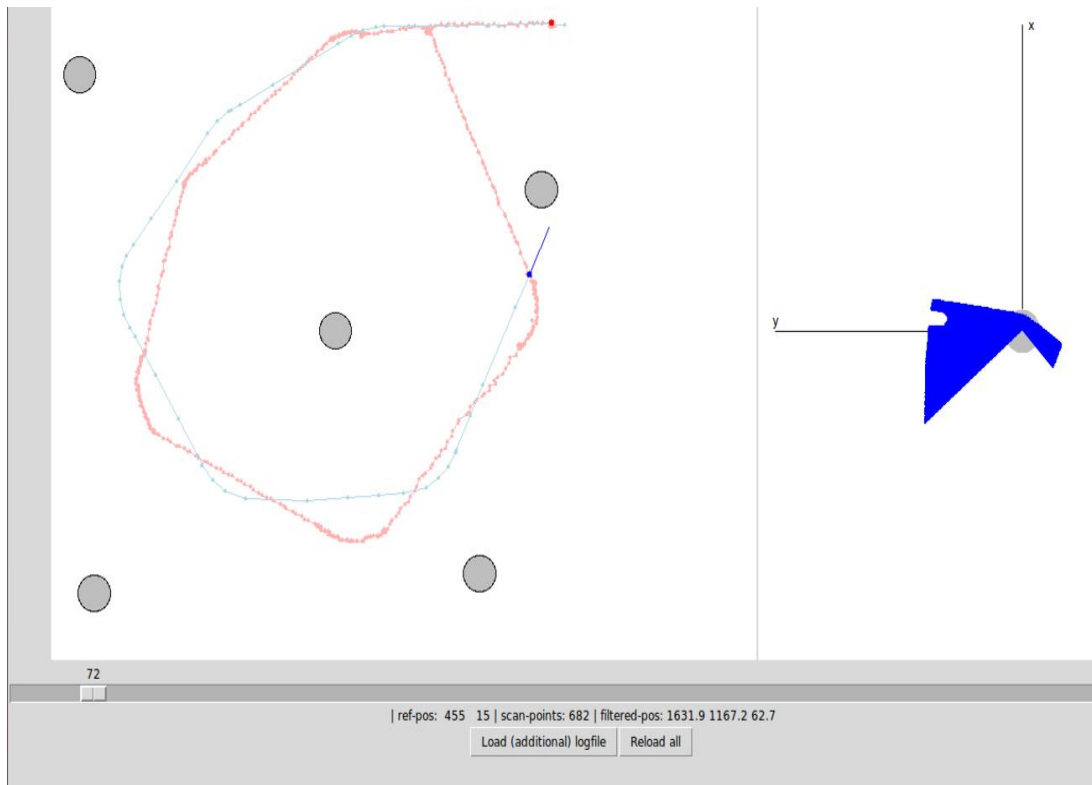 x
y
72
| ref-pos: 455 15 | scan-points: 682 | filtered-pos: 1631.9 1167.2 62.7
Load (additional) logfile Reload all